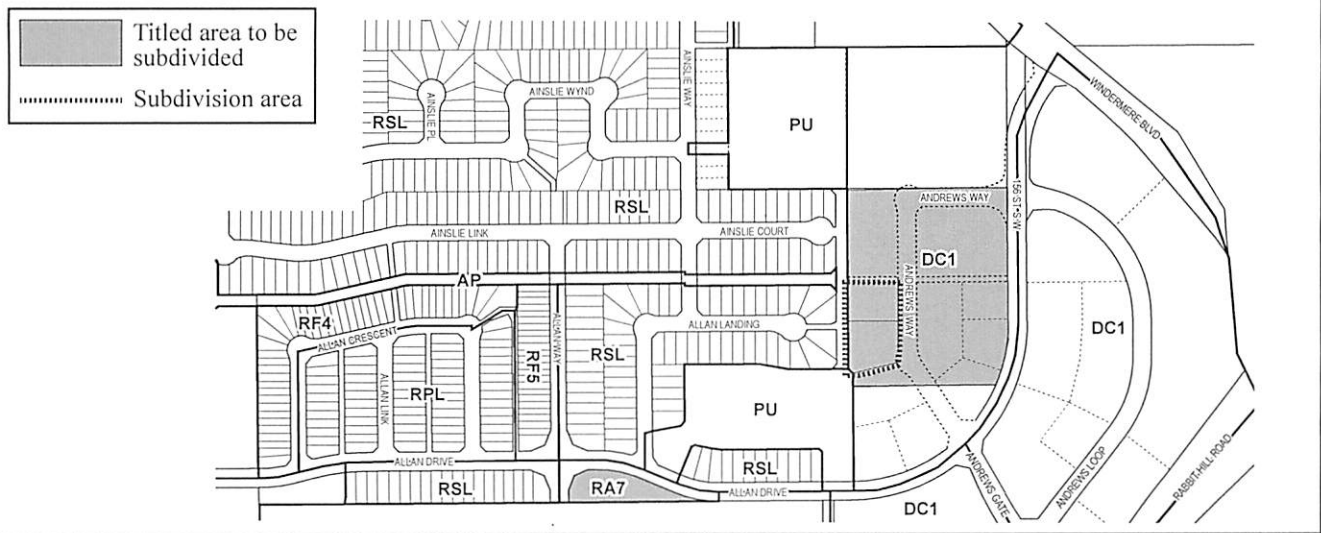 Titled area to be
subdivided
Subdivision area
AINSLIE WAY
WINDERMERE BLVD
AINSLIE PL
AINSLIE WYND
RSL
PU
156 ST S.W
RSL
ANDREWS WAY
AINSLIE LINK
AINSLIE COURT
DC1
AP
ANDREWS WAY
RF4
ALLAN CRESCENT
ALLAN WAY
ALLAN LANDING
DC1
RF5
RSL
ALLAN LINK
RPL
PU
ALLAN DRIVE
RSL
RSL
RA7
ALLAN DRIVE
DC1
ANDREWS GATE
ANDREWS LOOP
RABBIT HILL ROAD